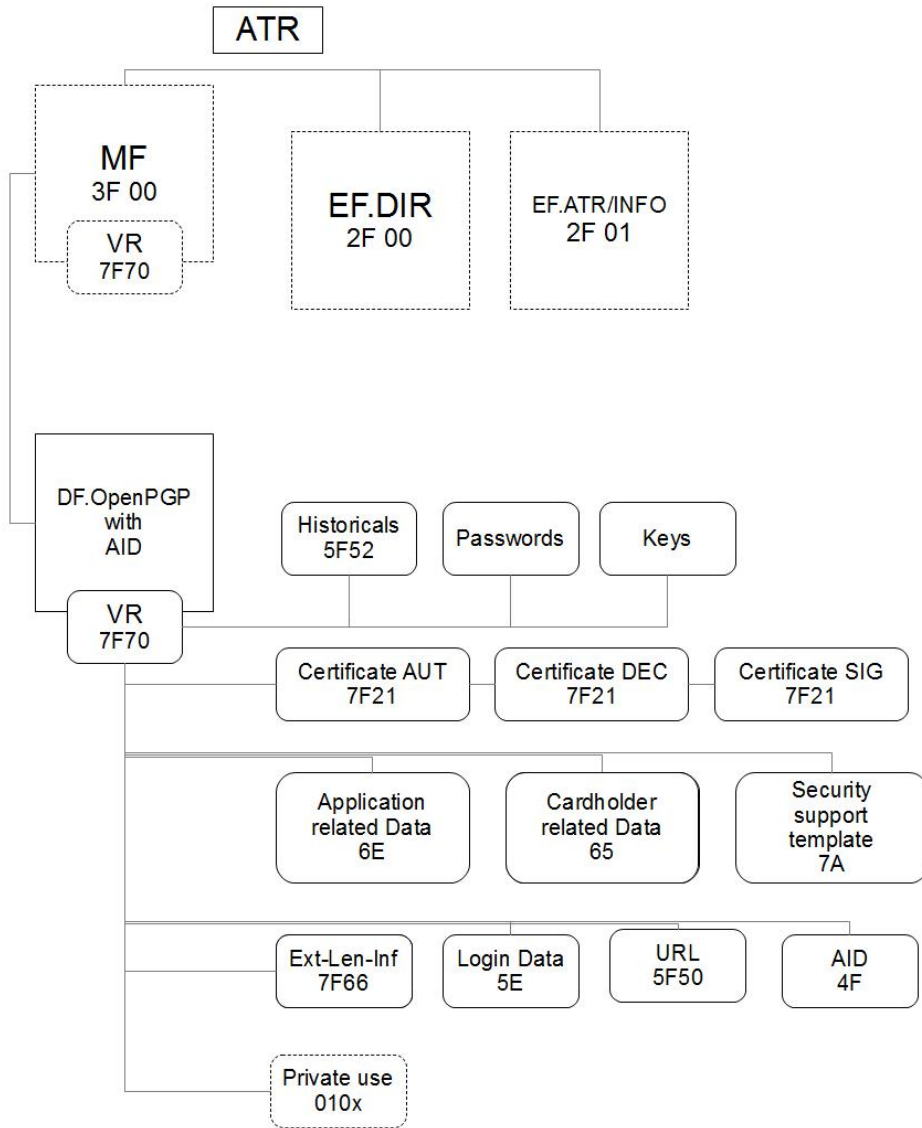 ATR
MF
3F 00
VR
7F70
EF.DIR
2F 00
EF.ATR/INFO
2F 01
DF.OpenPGP
with
AID
VR
7F70
Historicals
5F52
Passwords
Keys
Certificate AUT
7F21
Certificate DEC
7F21
Certificate SIG
7F21
Application
related Data
6E
Cardholder
related Data
65
Security
support
template
7A
Ext-Len-Inf
7F66
Login Data
5E
URL
5F50
AID
4F
Private use
010x